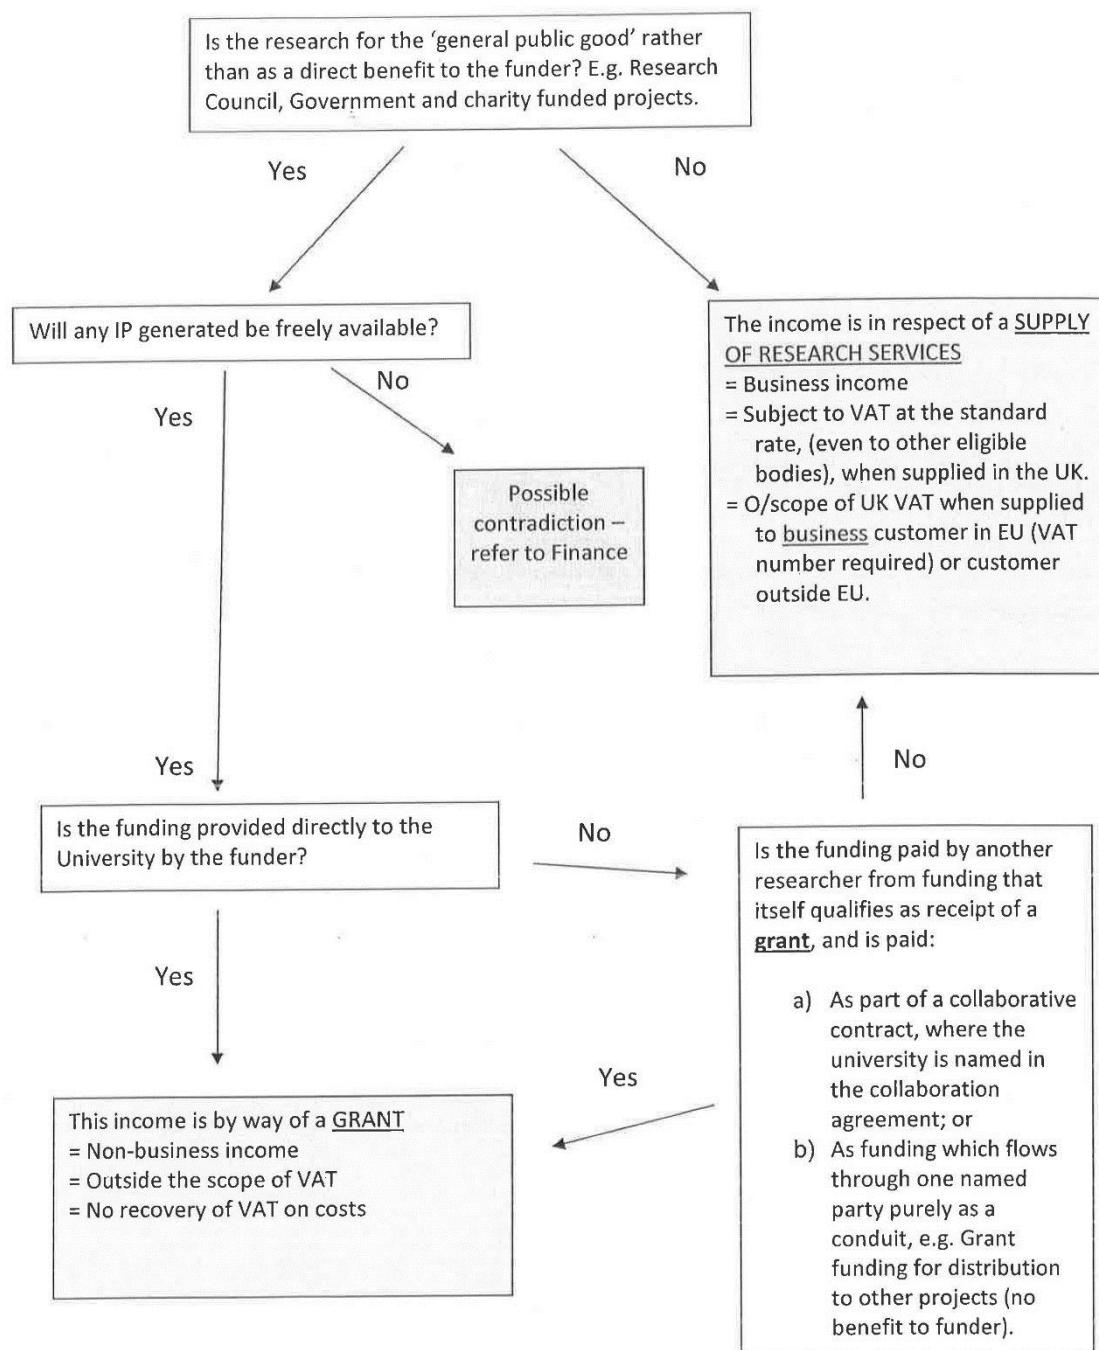 Is the research for the ‘general public good’ rather
than as a direct benefit to the funder? E.g. Research
Council, Government and charity funded projects.
Yes
No
Will any IP generated be freely available?
No
Yes
Possible
contradiction –
refer to Finance
The income is in respect of a SUPPLY
OF RESEARCH SERVICES
= Business income
= Subject to VAT at the standard
rate, (even to other eligible
bodies), when supplied in the UK.
= O/scope of UK VAT when supplied
to business customer in EU (VAT
number required) or customer
outside EU.
Yes
No
Is the funding provided directly to the
University by the funder?
No
Is the funding paid by another
researcher from funding that
itself qualifies as receipt of a
grant, and is paid:
a) As part of a collaborative
contract, where the
university is named in
the collaboration
agreement; or
b) As funding which flows
through one named
party purely as a
conduit, e.g. Grant
funding for distribution
to other projects (no
benefit to funder).
Yes
Yes
This income is by way of a GRANT
= Non-business income
= Outside the scope of VAT
= No recovery of VAT on costs